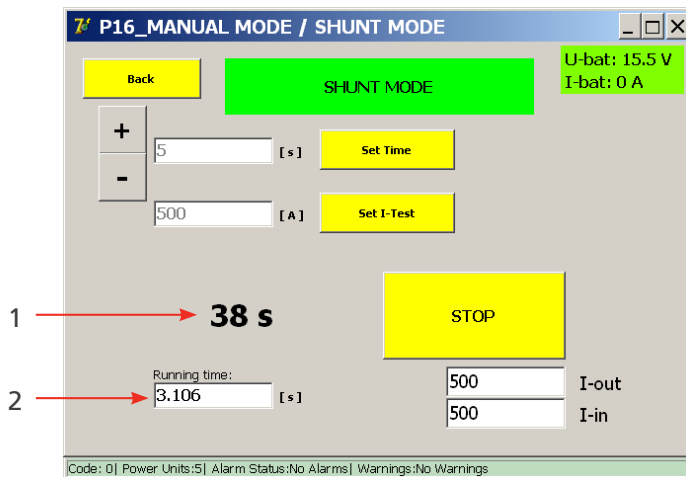 P16_MANUAL MODE / SHUNT MODE
Back
SHUNT MODE
U-bat: 15.5 V
I-bat: 0 A
+
5 [s] Set Time
-
500 [A] Set I-Test
1 38 s STOP
Running time:
2 3.106 [s]
500 I-out
500 I-in
Code: 0| Power Units:5| Alarm Status:No Alarms| Warnings:No Warnings